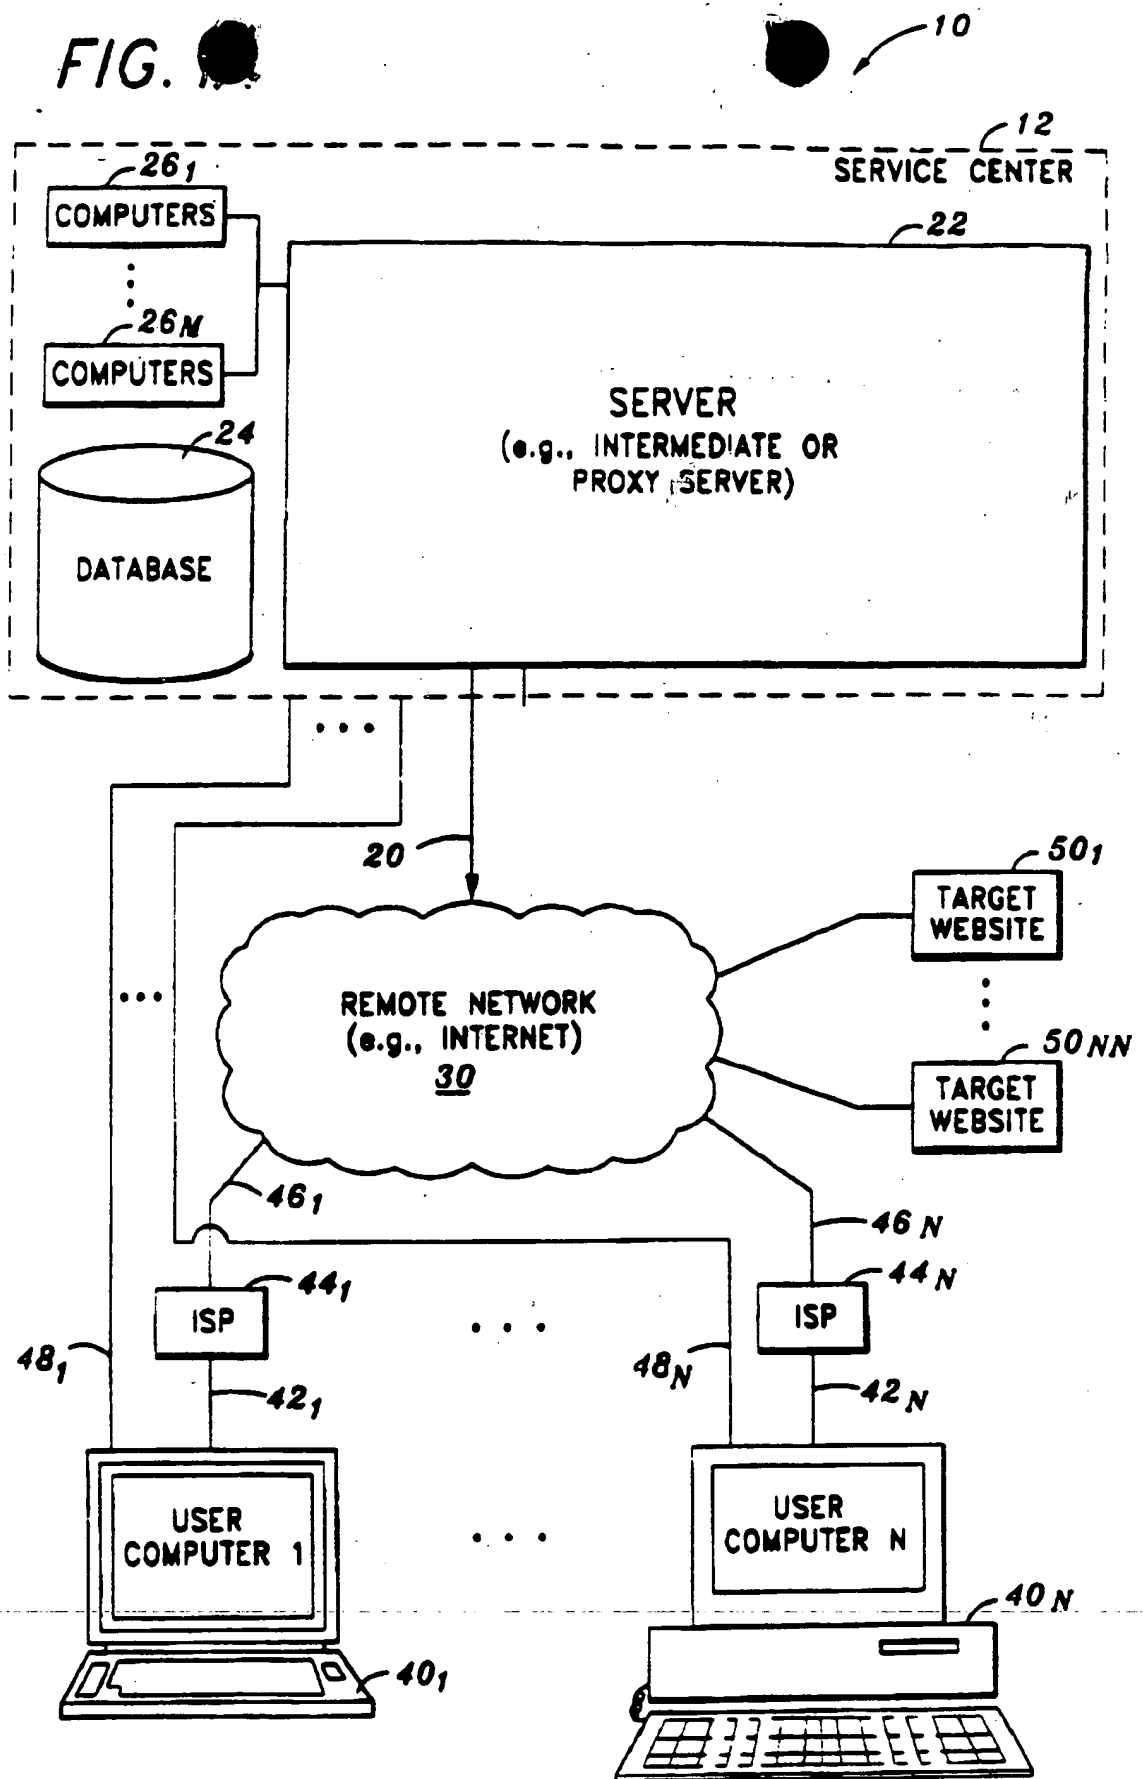 FIG.
10
12
SERVICE CENTER
26₁
COMPUTERS
22
26M
COMPUTERS
SERVER
(e.g., INTERMEDIATE OR
PROXY SERVER)
24
DATABASE
20
50₁
TARGET
WEBSITE
REMOTE NETWORK
(e.g., INTERNET)
30
50NN
TARGET
WEBSITE
46₁
46N
44₁
ISP
44N
ISP
48₁
48N
42₁
42N
USER
COMPUTER 1
USER
COMPUTER N
40N
40₁